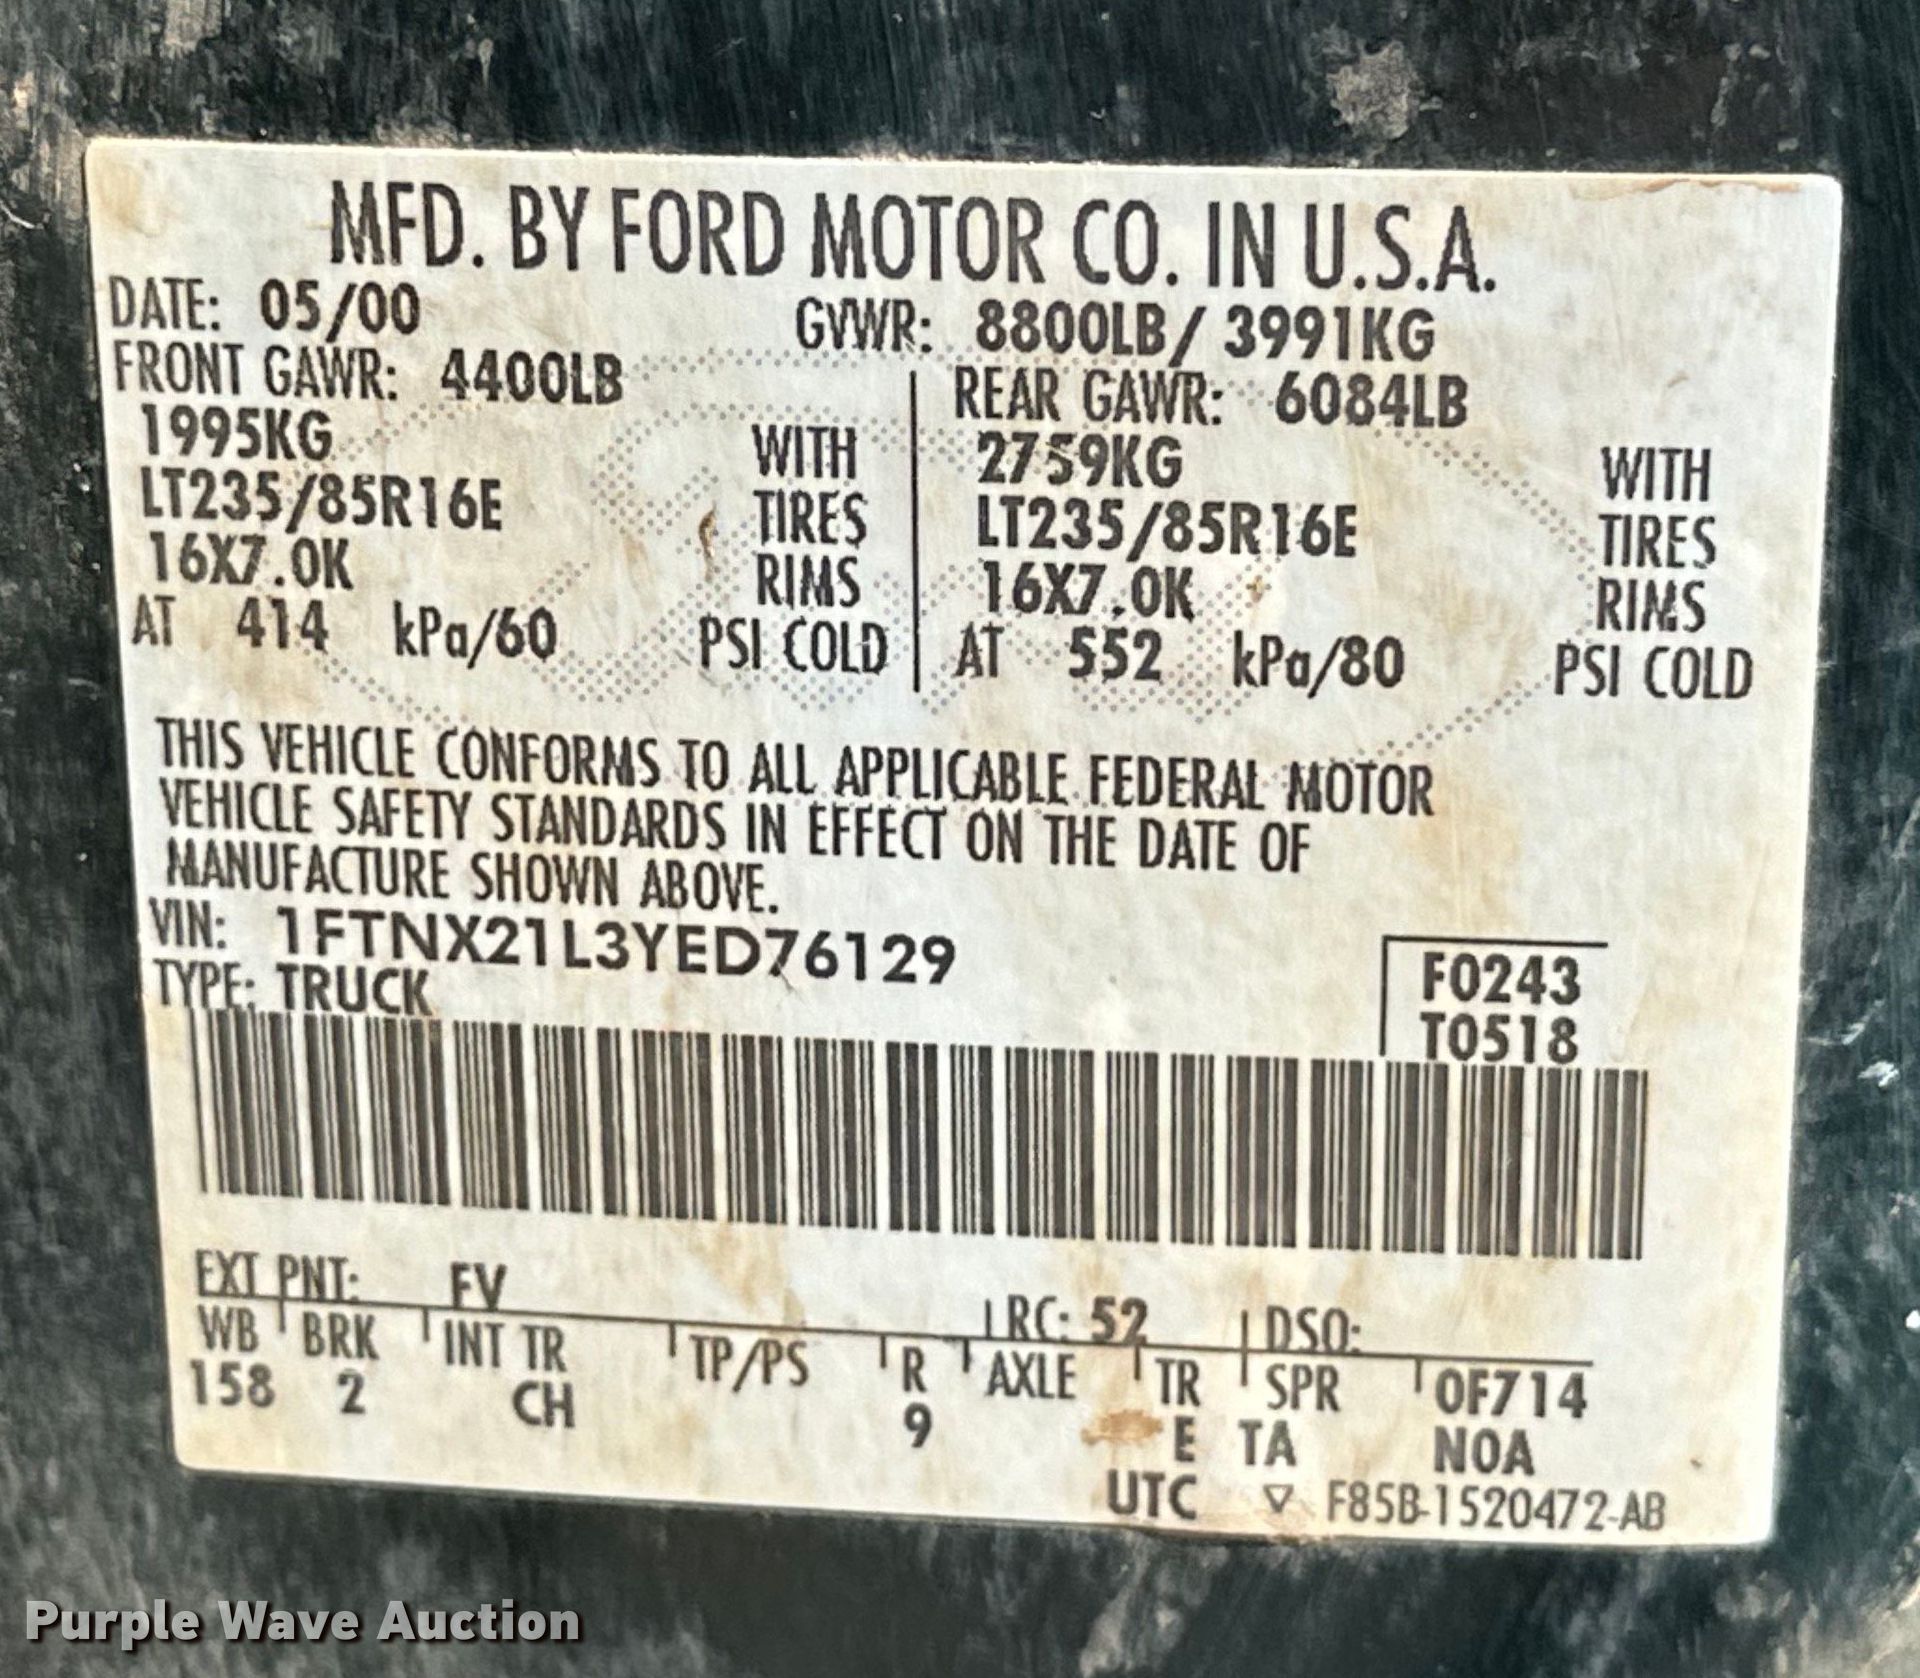 MFD. BY FORD MOTOR CO. IN U.S.A.
DATE: 05/00 GVWR: 8800LB/ 3991KG
FRONT GAWR: 4400LB REAR GAWR: 6084LB
1995KG WITH 2759KG WITH
LT235/85R16E TIRES LT235/85R16E TIRES
16X7.0K RIMS 16X7.0K RIMS
AT 414 kPa/60 PSI COLD AT 552 kPa/80 PSI COLD
THIS VEHICLE CONFORMS TO ALL APPLICABLE FEDERAL MOTOR
VEHICLE SAFETY STANDARDS IN EFFECT ON THE DATE OF
MANUFACTURE SHOWN ABOVE.
VIN: 1FTNX21L3YED76129 F0243
TYPE: TRUCK T0518
EXT PNT: FV RC: 52 DSO:
WB BRK INT TR TP/PS R AXLE TR SPR 0F714
158 2 CH 9 E TA N0A
UTC ▽ F85B-1520472-AB
Purple Wave Auction